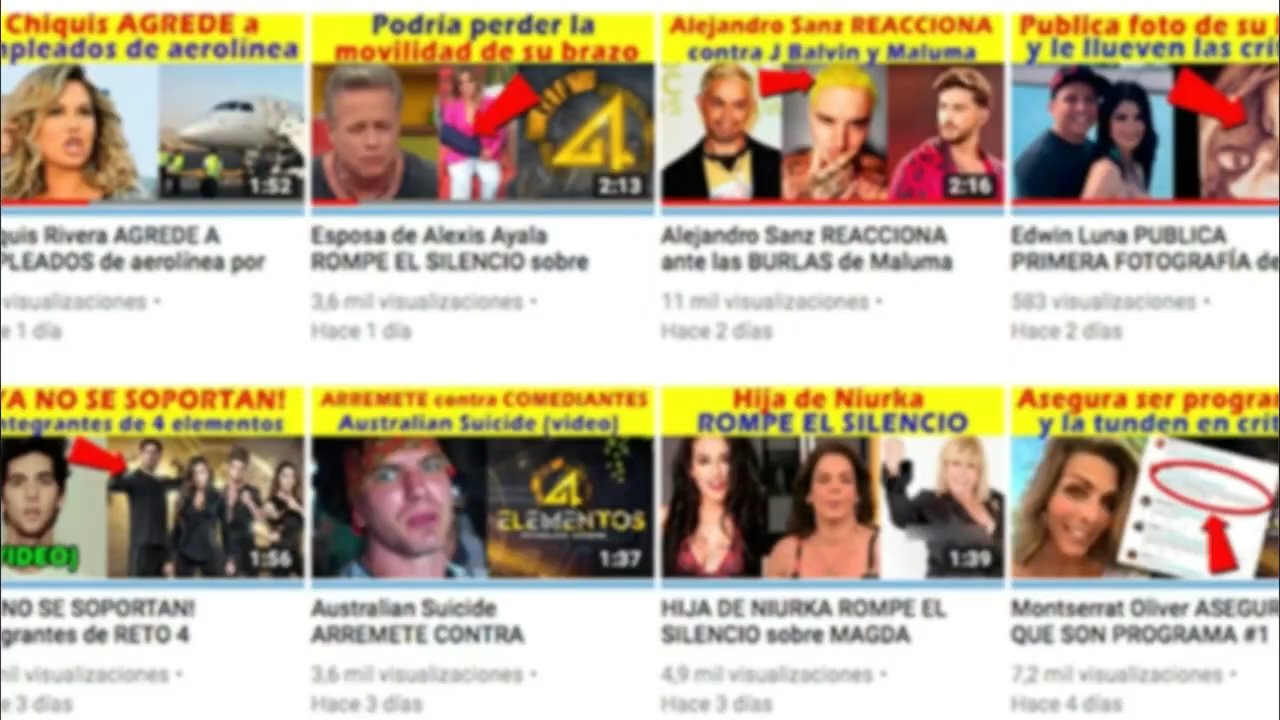 Chiquis AGREDE a
mpleados de aerolínea
1:52
quis Rivera AGREDE A
PLEADOS de aerolínea por
visualizaciones •
e 1 día
Podría perder la
movilidad de su brazo
4
2:13
Esposa de Alexis Ayala
ROMPE EL SILENCIO sobre
3,6 mil visualizaciones •
Hace 1 día
Alejandro Sanz REACCIONA
contra J Balvin y Maluma
2:16
Alejandro Sanz REACCIONA
ante las BURLAS de Maluma
11 mil visualizaciones •
Hace 2 días
Publica foto de su
y le llueven las crít
Edwin Luna PUBLICA
PRIMERA FOTOGRAFÍA de
583 visualizaciones •
Hace 2 días
YA NO SE SOPORTAN!
ntegrantes de 4 elementos
VIDEO)
1:56
NO SE SOPORTAN!
grantes de RETO 4
mil visualizaciones •
e 3 días
ARREMETE contra COMEDIANTES
Australian Suicide (video)
4
ELEMENTOS
1:37
Australian Suicide
ARREMETE CONTRA
3,6 mil visualizaciones •
Hace 3 días
Hija de Niurka
ROMPE EL SILENCIO
1:39
HIJA DE NIURKA ROMPE EL
SILENCIO sobre MAGDA
4,9 mil visualizaciones •
Hace 3 días
Asegura ser program
y la tunden en crít
Montserrat Oliver ASEGUR
QUE SON PROGRAMA #1
7,2 mil visualizaciones •
Hace 4 días